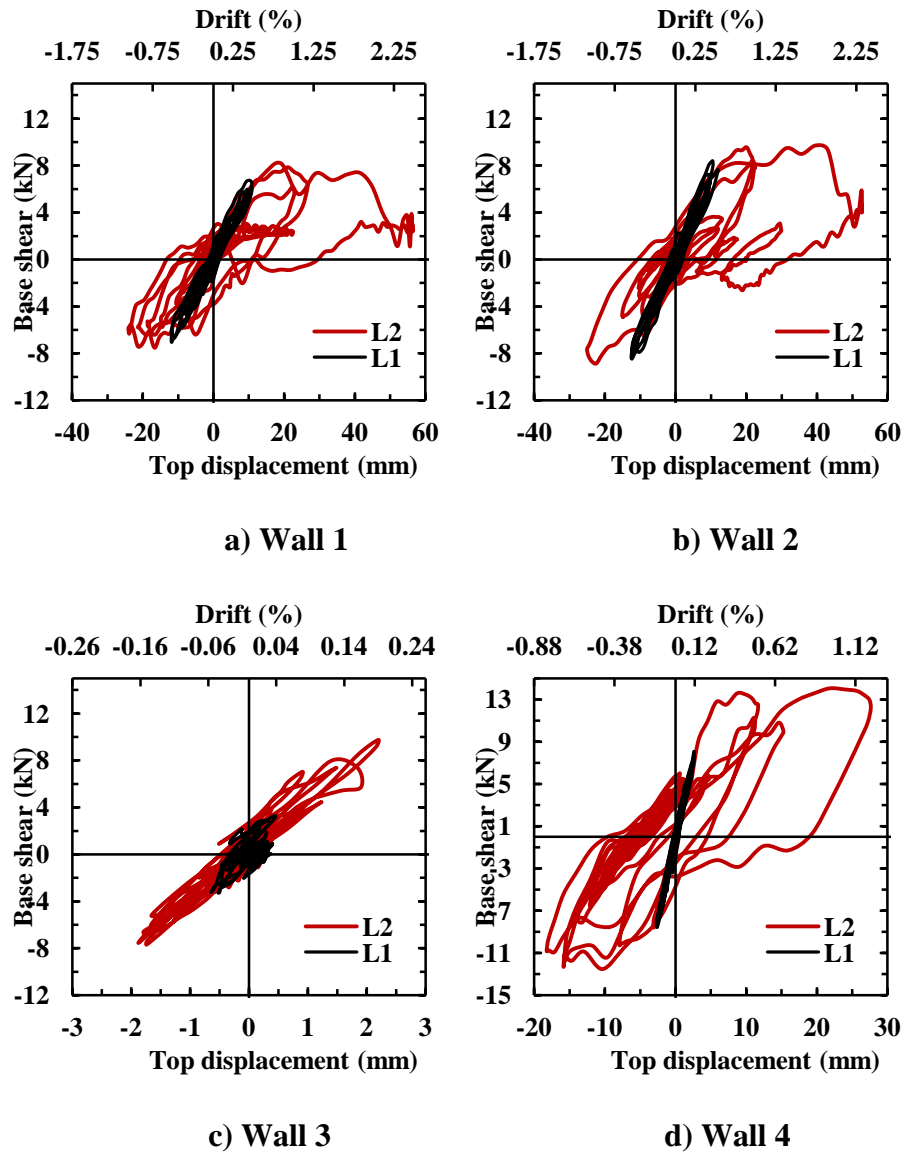 Drift (%)
-1.75 -0.75 0.25 1.25 2.25
12
8
4
0
-4
-8
-12
Base shear (kN)
L2
L1
-40 -20 0 20 40 60
Top displacement (mm)
a) Wall 1
Drift (%)
-1.75 -0.75 0.25 1.25 2.25
12
8
4
0
-4
-8
-12
Base shear (kN)
L2
L1
-40 -20 0 20 40 60
Top displacement (mm)
b) Wall 2
Drift (%)
-0.26 -0.16 -0.06 0.04 0.14 0.24
12
8
4
0
-4
-8
-12
Base shear (kN)
L2
L1
-3 -2 -1 0 1 2 3
Top displacement (mm)
c) Wall 3
Drift (%)
-0.88 -0.38 0.12 0.62 1.12
13
9
5
1
-3
-7
-11
-15
Base shear (kN)
L2
L1
-20 -10 0 10 20 30
Top displacement (mm)
d) Wall 4